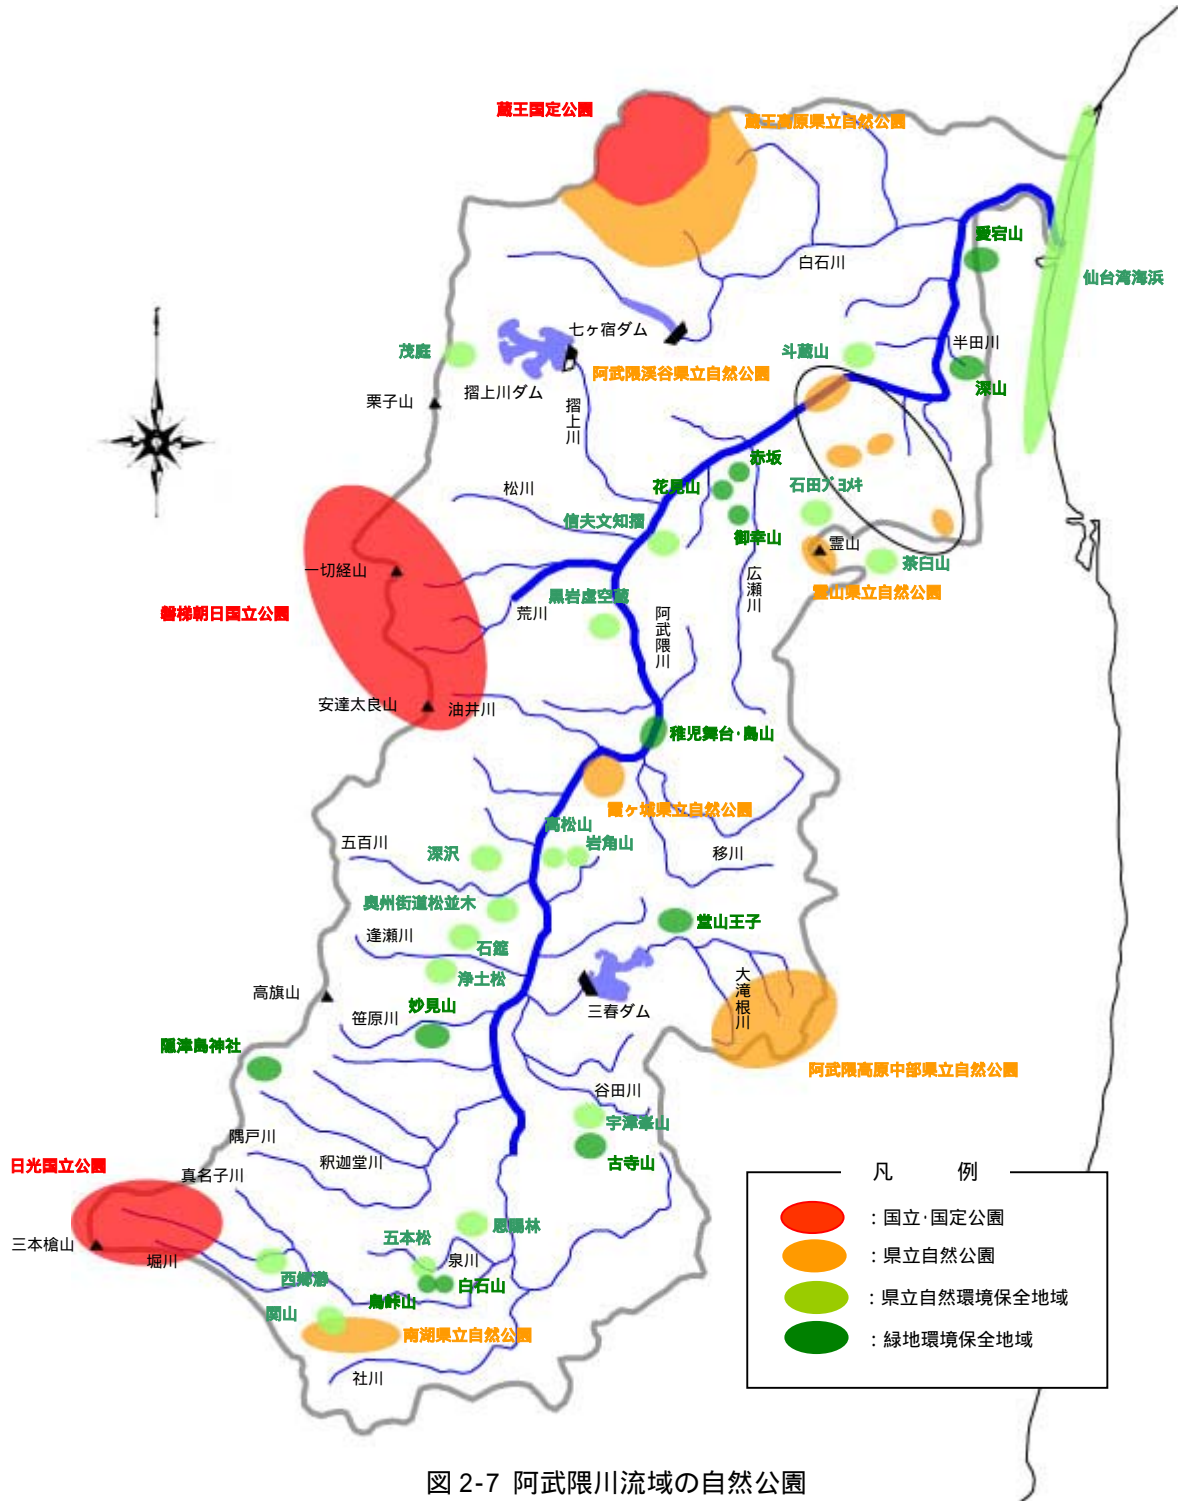 蔵王国定公園
蔵王高原県立自然公園
愛宕山
白石川
仙台湾海浜
七ヶ宿ダム
半田川
茂庭
斗蔵山
阿武隈渓谷県立自然公園
深山
摺上川ダム
栗子山
摺上川
赤坂
花見山
石田プヨメキ
松川
信夫文知摺
御幸山
霊山
茶臼山
一切経山
広瀬川
霊山県立自然公園
黒岩虚空蔵
磐梯朝日国立公園
荒川
阿武隈川
安達太良山
油井川
稚児舞台・島山
霞ヶ城県立自然公園
高松山
岩角山
五百川
深沢
移川
奥州街道松並木
堂山王子
逢瀬川
石筵
浄土松
大滝根川
高旗山
妙見山
三春ダム
笹原川
隠津島神社
阿武隈高原中部県立自然公園
谷田川
宇津峯山
隈戸川
釈迦堂川
古寺山
日光国立公園
真名子川
凡 例
:国立・国定公園
:県立自然公園
:県立自然環境保全地域
:緑地環境保全地域
恩賜林
五本松
三本槍山
堀川
泉川
西郷瀞
白石山
烏峠山
関山
南湖県立自然公園
社川
図 2-7 阿武隈川流域の自然公園